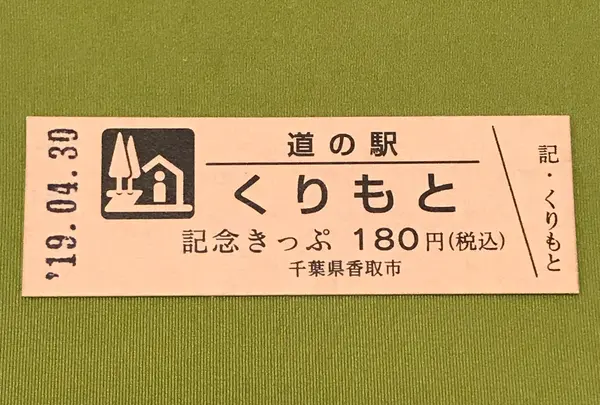 '19.04.30
道の駅
くりもと
記念きっぷ 180円(税込)
千葉県香取市
記・くりもと